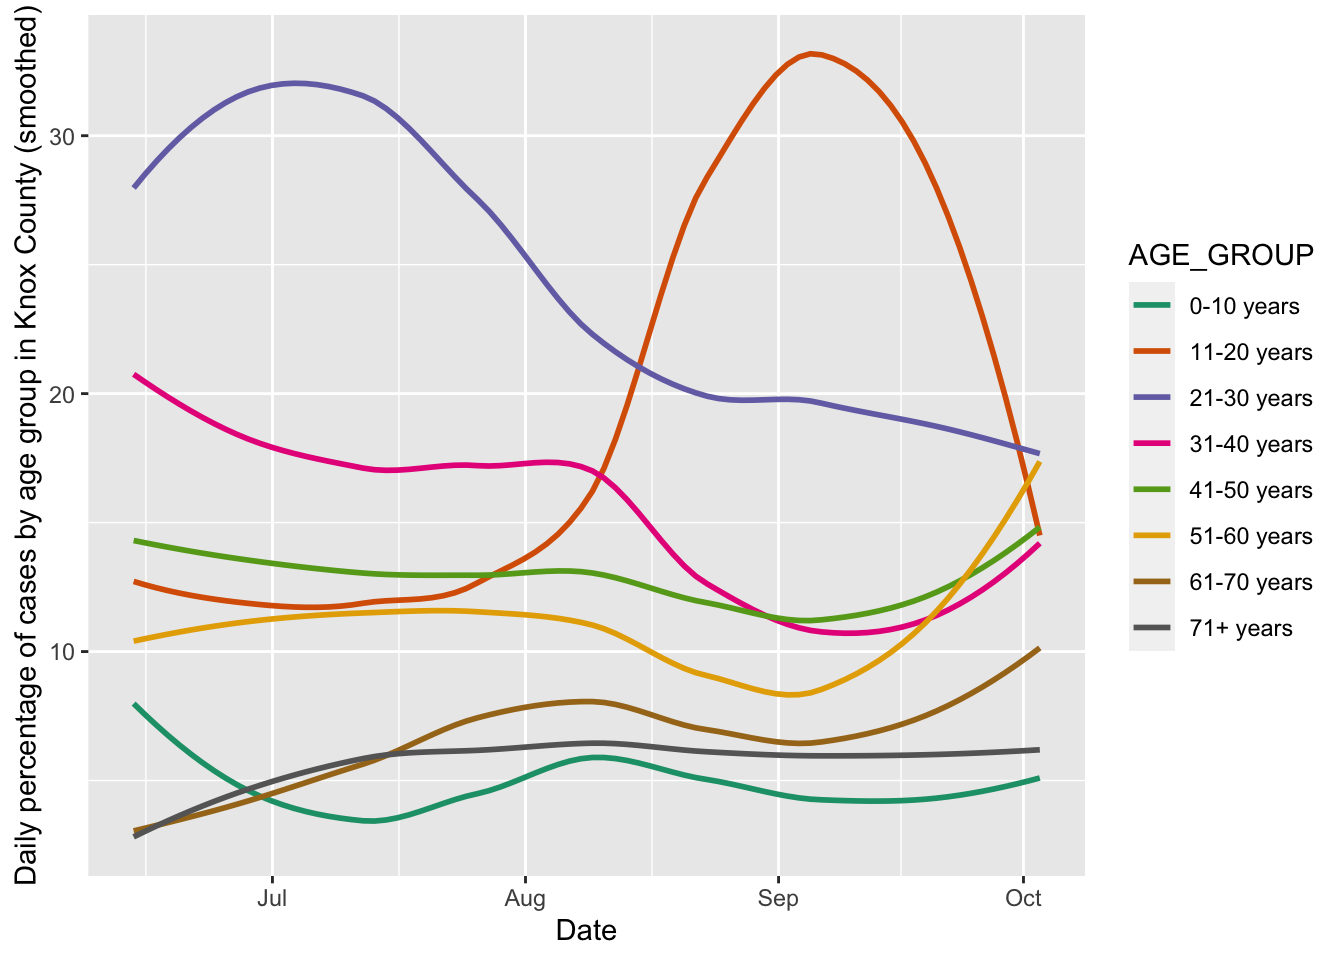 Daily percentage of cases by age group in Knox County (smoothed)
30
20
10
Jul
Aug
Sep
Oct
Date
AGE_GROUP
0-10 years
11-20 years
21-30 years
31-40 years
41-50 years
51-60 years
61-70 years
71+ years